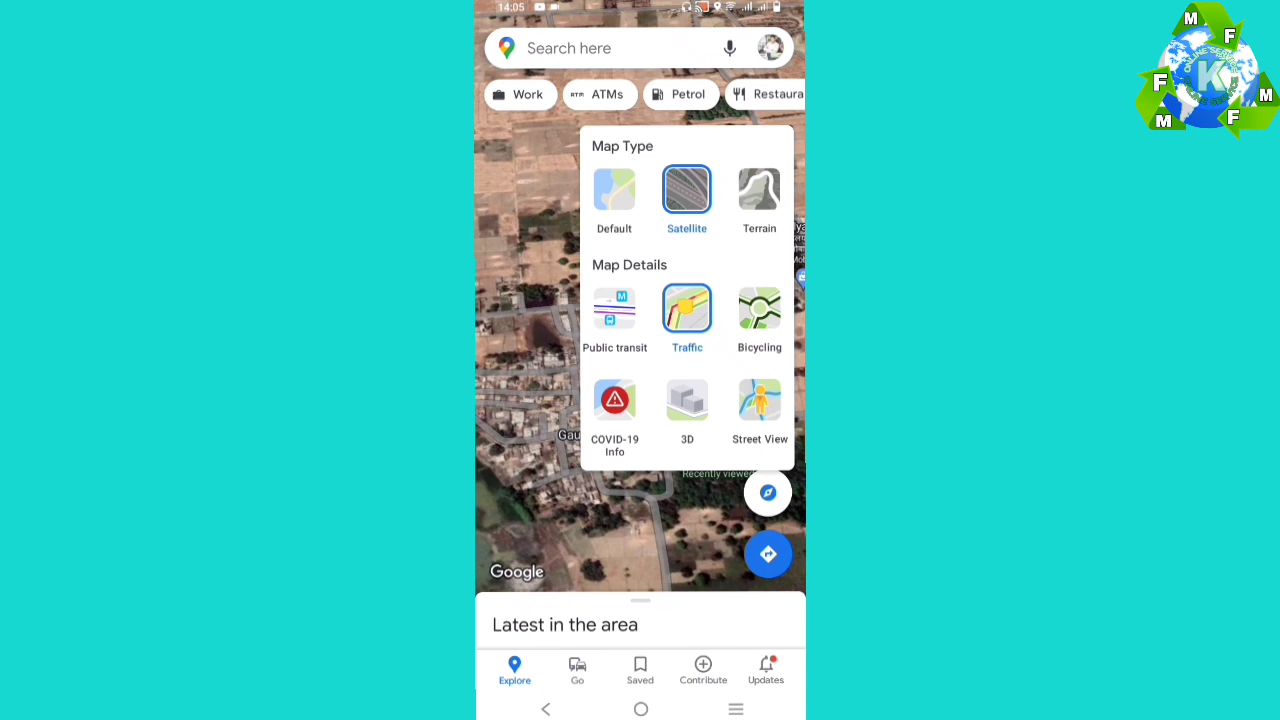 14:05
Search here
Work
ATMs
Petrol
Restaura
Map Type
Default
Satellite
Terrain
Map Details
Public transit
Traffic
Bicycling
COVID-19
Info
3D
Street View
Gau
Recently viewed
Google
Latest in the area
Explore
Go
Saved
Contribute
Updates
M
F
M
F
M
F
K
ONLINE SERVICE